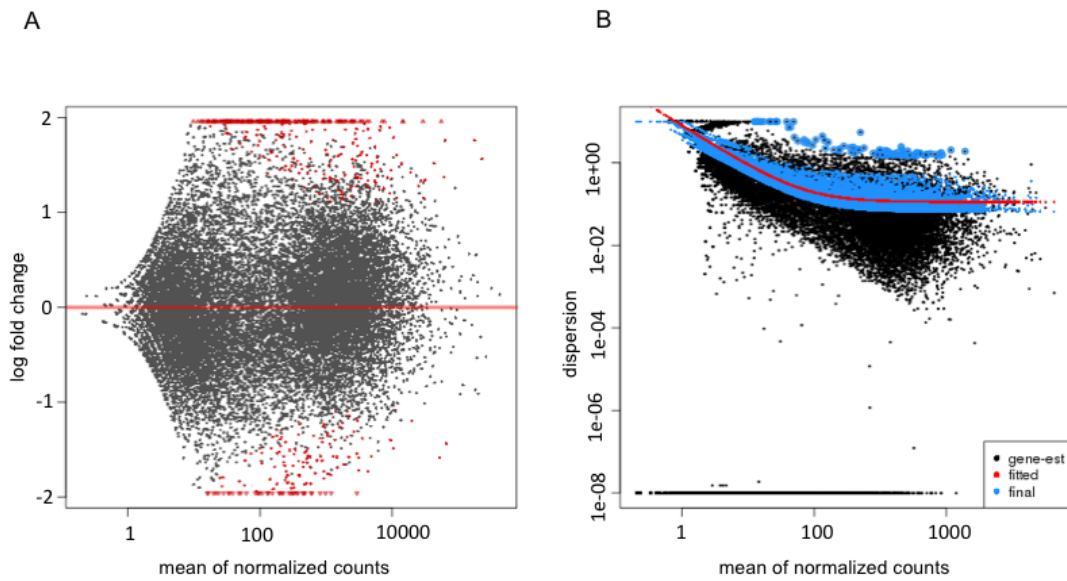 A
B
2
1
0
-1
-2
log fold change
1
100
10000
mean of normalized counts
1e+00
1e-02
1e-04
1e-06
1e-08
dispersion
gene-est
fitted
final
1
100
1000
mean of normalized counts